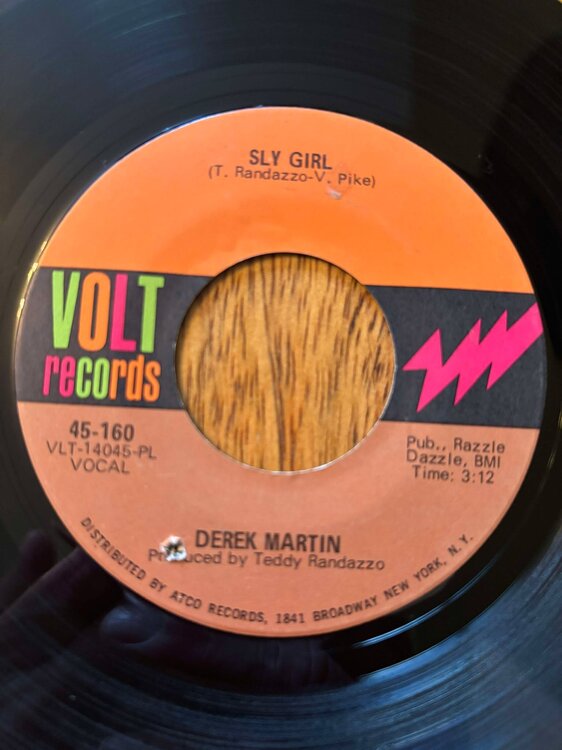 SLY GIRL
(T. Randazzo-V. Pike)
VOLT
records
45-160
VLT-14045-PL
VOCAL
Pub., Razzle
Dazzle, BMI
Time: 3:12
DEREK MARTIN
Produced by Teddy Randazzo
DISTRIBUTED BY ATCO RECORDS, 1841 BROADWAY NEW YORK, N.Y.